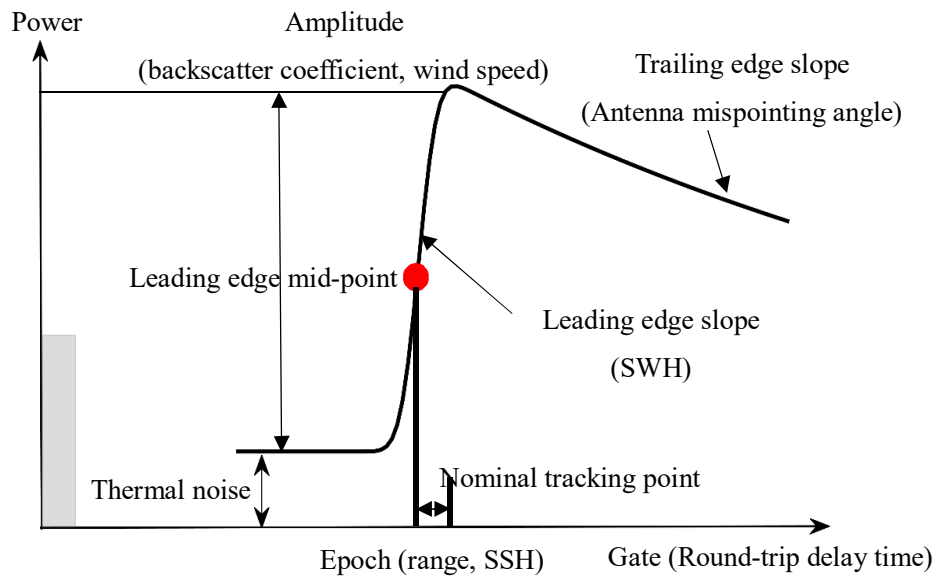 Power
Amplitude
(backscatter coefficient, wind speed)
Trailing edge slope
(Antenna mispointing angle)
Leading edge mid-point
Leading edge slope
(SWH)
Thermal noise
Nominal tracking point
Epoch (range, SSH)
Gate (Round-trip delay time)